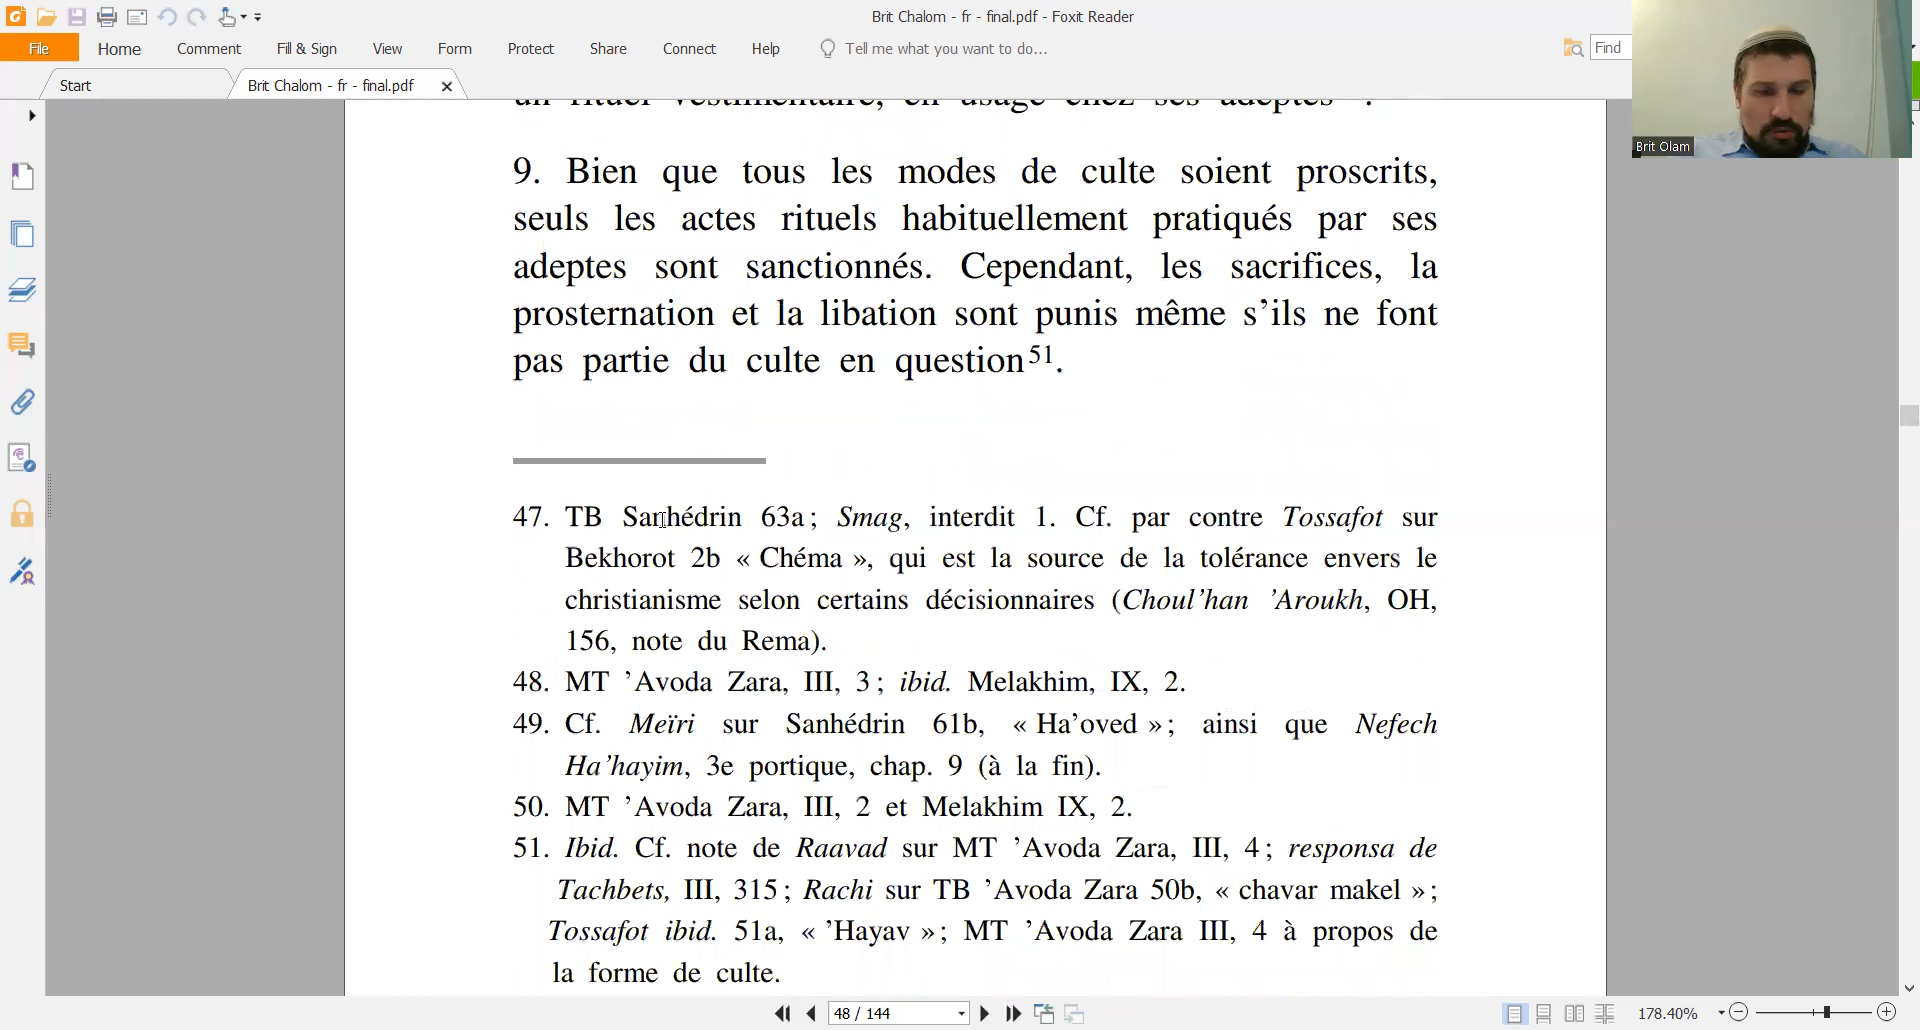 Brit Chalom - fr - final.pdf - Foxit Reader
File Home Comment Fill & Sign View Form Protect Share Connect Help Tell me what you want to do... Find
Start Brit Chalom - fr - final.pdf
Brit Olam
un rituel vestimentaire, en usage chez ses adeptes
9. Bien que tous les modes de culte soient proscrits,
seuls les actes rituels habituellement pratiqués par ses
adeptes sont sanctionnés. Cependant, les sacrifices, la
prosternation et la libation sont punis même s’ils ne font
pas partie du culte en question51.
47. TB Sanhédrin 63a ; Smag, interdit 1. Cf. par contre Tossafot sur
Bekhorot 2b « Chéma », qui est la source de la tolérance envers le
christianisme selon certains décisionnaires (Choul’han ’Aroukh, OH,
156, note du Rema).
48. MT ’Avoda Zara, III, 3 ; ibid. Melakhim, IX, 2.
49. Cf. Meïri sur Sanhédrin 61b, « Ha’oved » ; ainsi que Nefech
Ha’hayim, 3e portique, chap. 9 (à la fin).
50. MT ’Avoda Zara, III, 2 et Melakhim IX, 2.
51. Ibid. Cf. note de Raavad sur MT ’Avoda Zara, III, 4 ; responsa de
Tachbets, III, 315 ; Rachi sur TB ’Avoda Zara 50b, « chavar makel » ;
Tossafot ibid. 51a, « ’Hayav » ; MT ’Avoda Zara III, 4 à propos de
la forme de culte.
48 / 144 178.40%